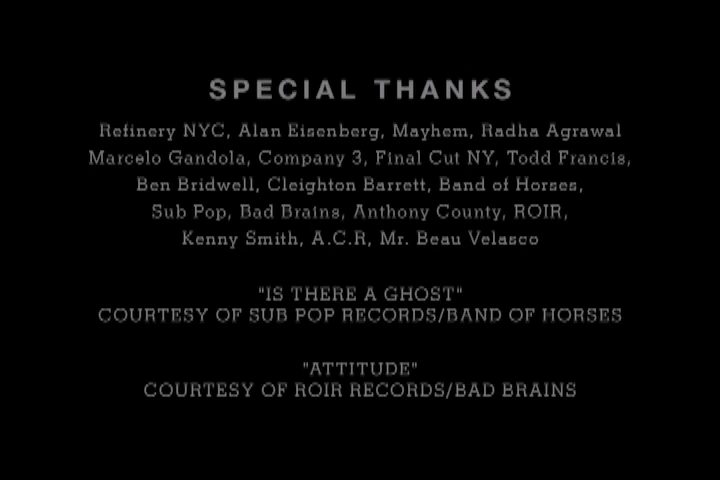 SPECIAL THANKS
Refinery NYC, Alan Eisenberg, Mayhem, Radha Agrawal
Marcelo Gandola, Company 3, Final Cut NY, Todd Francis,
Ben Bridwell, Cleighton Barrett, Band of Horses,
Sub Pop, Bad Brains, Anthony County, ROIR,
Kenny Smith, A.C.R, Mr. Beau Velasco
"IS THERE A GHOST"
COURTESY OF SUB POP RECORDS/BAND OF HORSES
"ATTITUDE"
COURTESY OF ROIR RECORDS/BAD BRAINS